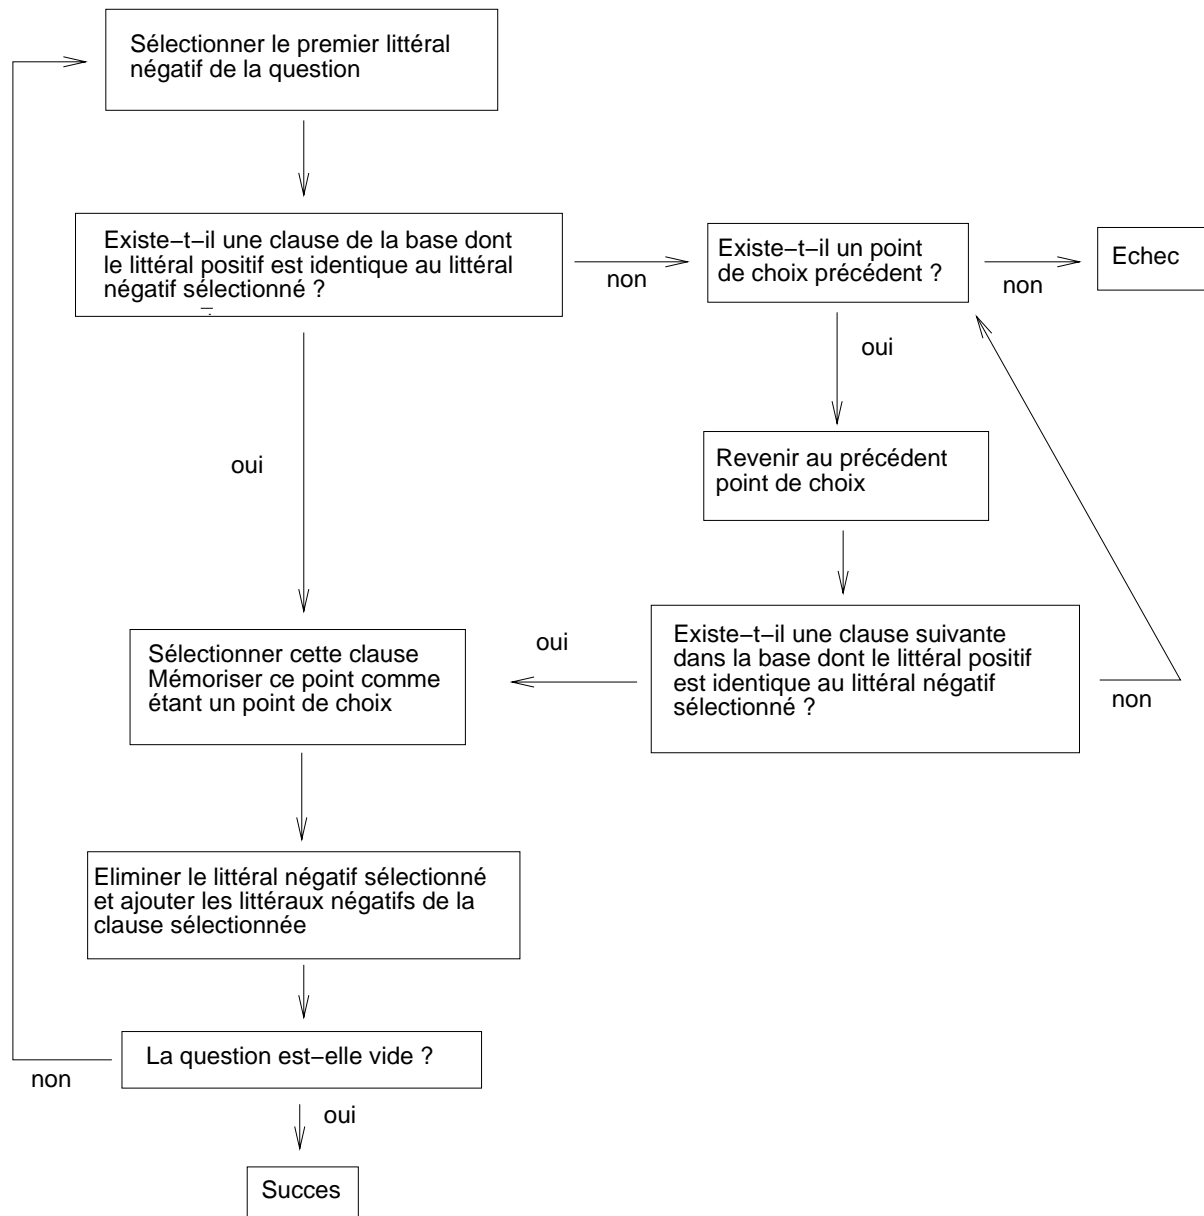 Sélectionner le premier littéral
négatif de la question
Existe−t−il une clause de la base dont
le littéral positif est identique au littéral
négatif sélectionné ?
non
Existe−t−il un point
de choix précédent ?
non
Echec
oui
oui
Revenir au précédent
point de choix
Sélectionner cette clause
Mémoriser ce point comme
étant un point de choix
oui
Existe−t−il une clause suivante
dans la base dont le littéral positif
est identique au littéral négatif
sélectionné ?
non
Eliminer le littéral négatif sélectionné
et ajouter les littéraux négatifs de la
clause sélectionnée
La question est−elle vide ?
non
oui
Succes